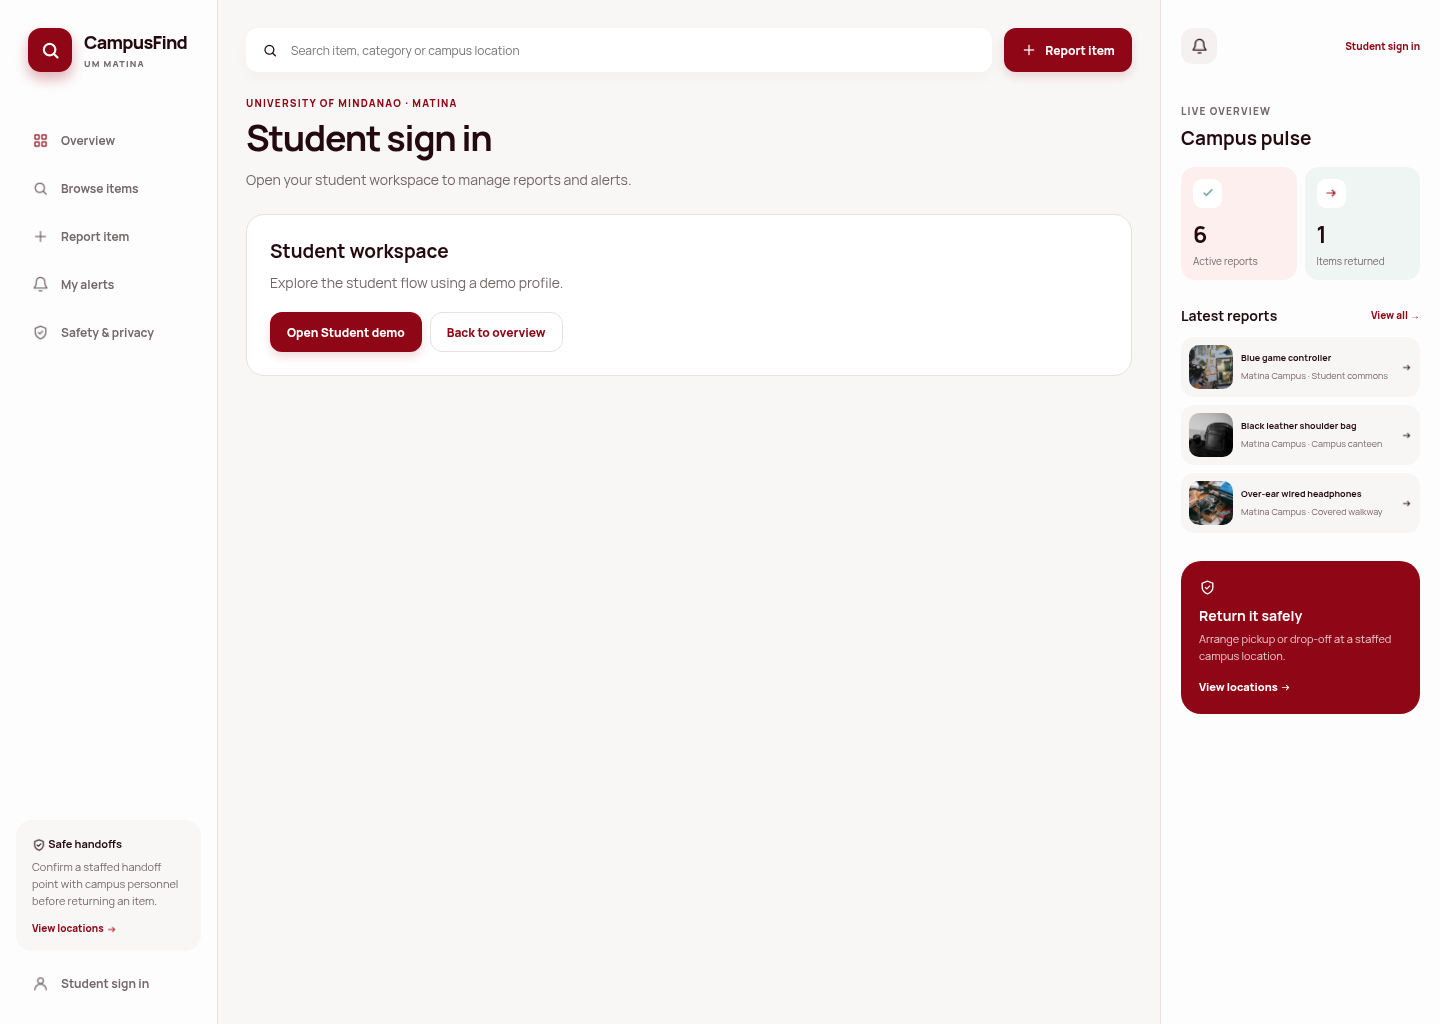 CampusFind
UM MATINA
Overview
Browse items
Report item
My alerts
Safety & privacy
Safe handoffs
Confirm a staffed handoff
point with campus personnel
before returning an item.
View locations →
Student sign in
Search item, category or campus location
Report item
UNIVERSITY OF MINDANAO · MATINA
Student sign in
Open your student workspace to manage reports and alerts.
Student workspace
Explore the student flow using a demo profile.
Open Student demo
Back to overview
Student sign in
LIVE OVERVIEW
Campus pulse
6
Active reports
1
Items returned
Latest reports
View all →
Blue game controller
Matina Campus · Student commons
Black leather shoulder bag
Matina Campus · Campus canteen
Over-ear wired headphones
Matina Campus · Covered walkway
Return it safely
Arrange pickup or drop-off at a staffed
campus location.
View locations →